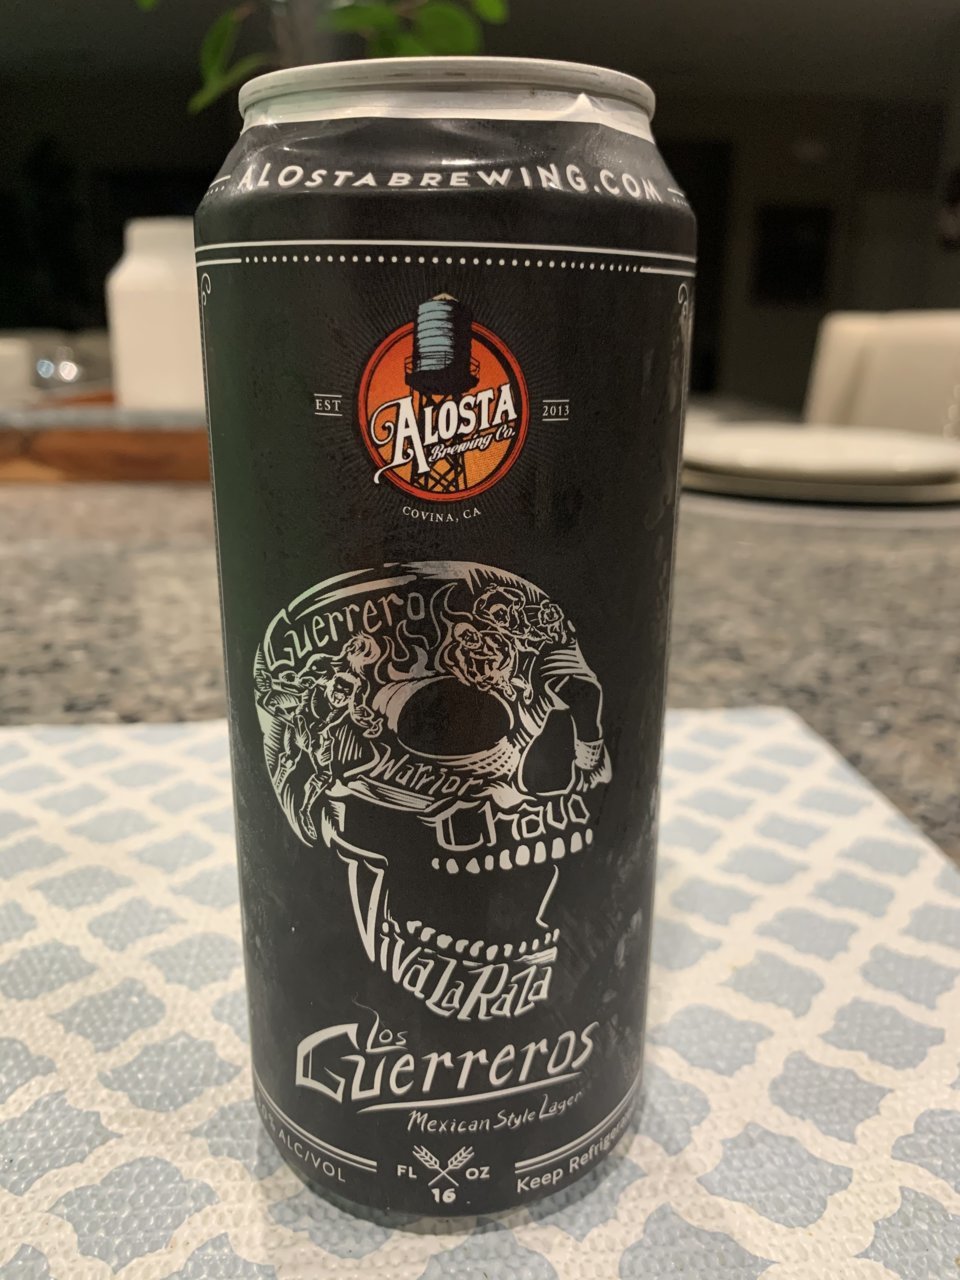 ALOSTABREWING.COM
EST
2013
ALOSTA
Brewing Co.
COVINA, CA
Guerrero
Warrior
Chavo
Viva La Raza
Los
Guerreros
Mexican Style Lager
% ALC/VOL
FL OZ
16
Keep Refrigera